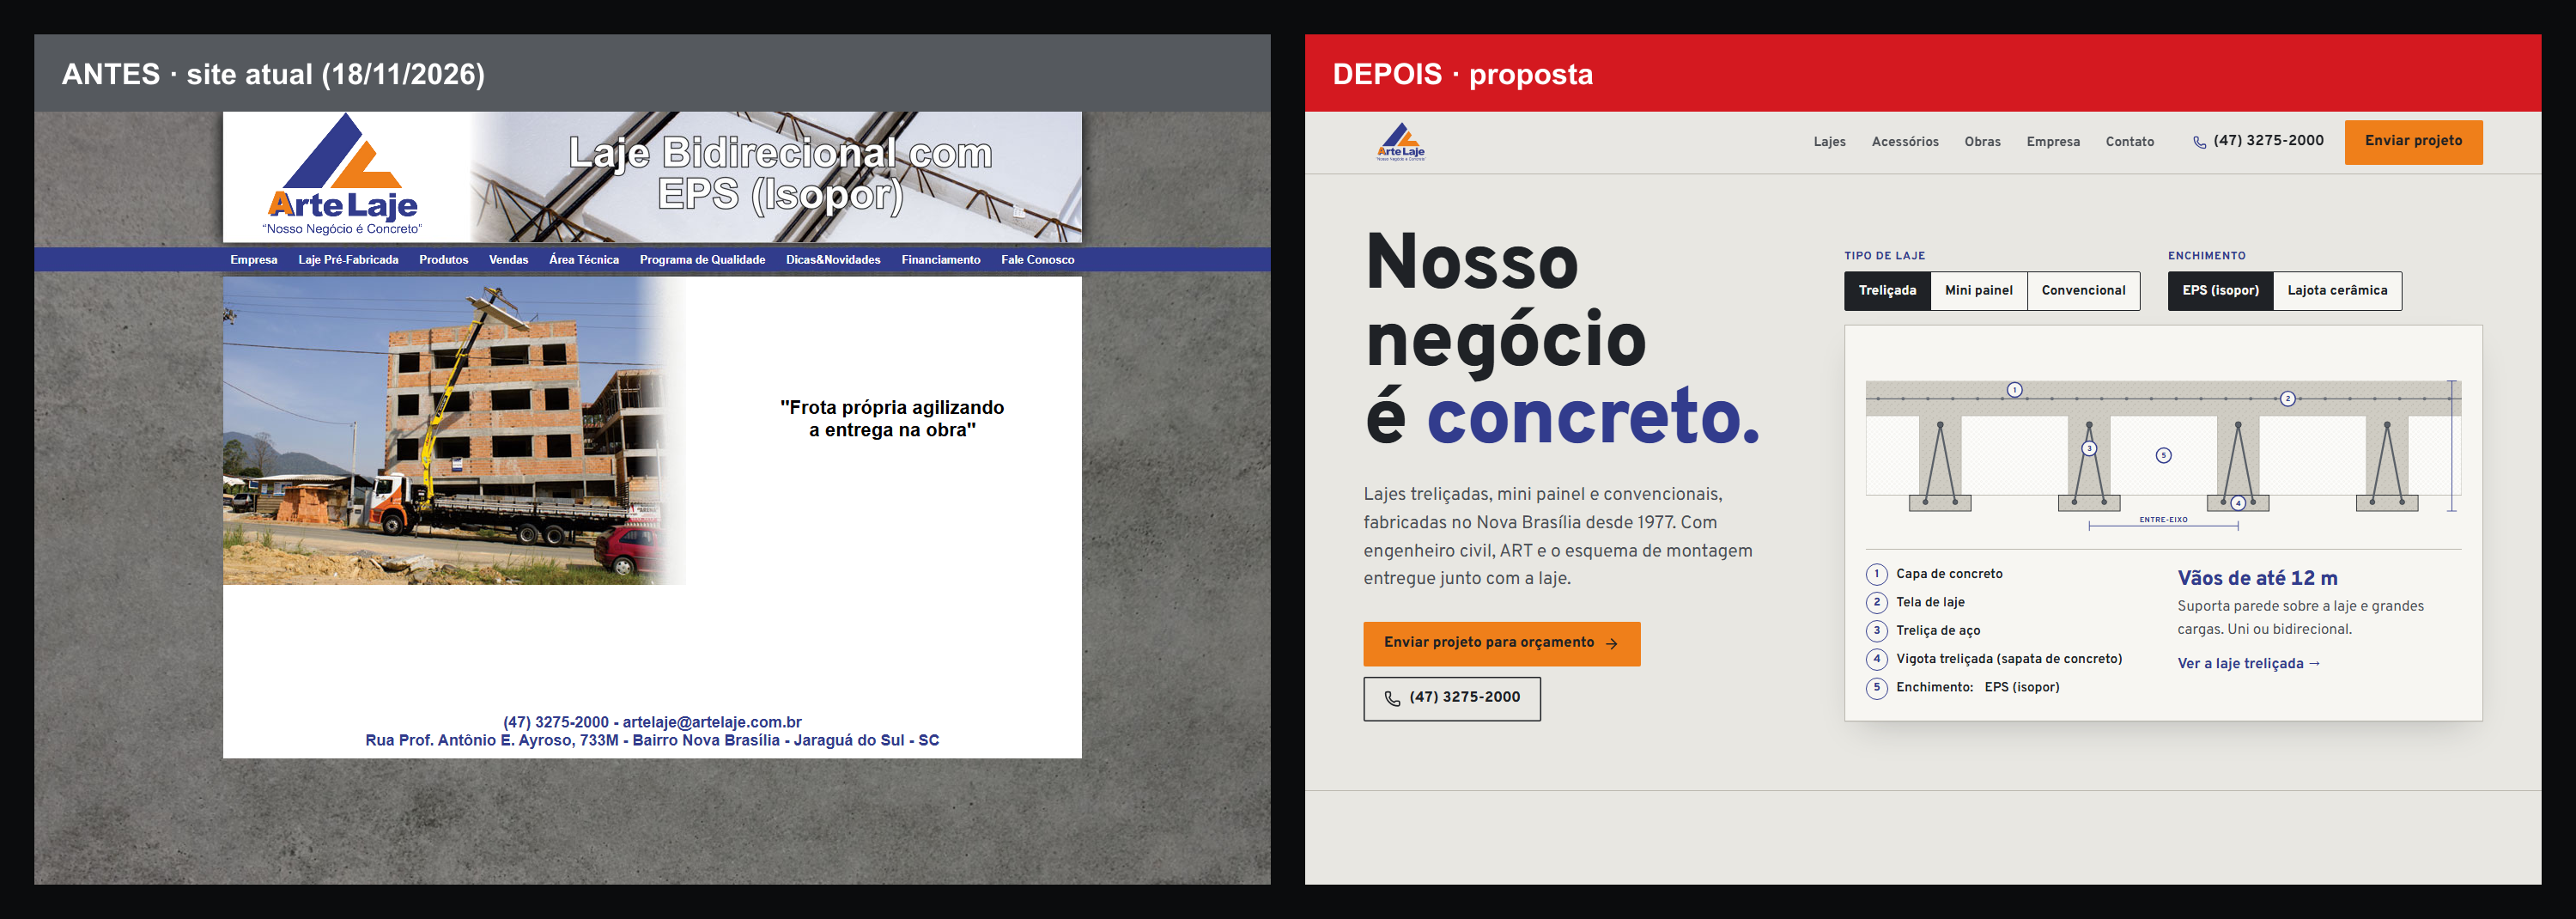 ANTES · site atual (18/11/2026)
ArteLaje
"Nosso Negócio é Concreto"
Laje Bidirecional com
EPS (Isopor)
Empresa Laje Pré-Fabricada Produtos Vendas Área Técnica Programa de Qualidade Dicas&Novidades Financiamento Fale Conosco
"Frota própria agilizando
a entrega na obra"
(47) 3275-2000 - artelaje@artelaje.com.br
Rua Prof. Antônio E. Ayroso, 733M - Bairro Nova Brasília - Jaraguá do Sul - SC
DEPOIS · proposta
ArteLaje
"Nosso Negócio é Concreto"
Lajes Acessórios Obras Empresa Contato (47) 3275-2000 Enviar projeto
Nosso
negócio
é concreto.
Lajes treliçadas, mini painel e convencionais,
fabricadas no Nova Brasília desde 1977. Com
engenheiro civil, ART e o esquema de montagem
entregue junto com a laje.
Enviar projeto para orçamento →
(47) 3275-2000
TIPO DE LAJE
Treliçada Mini painel Convencional
ENCHIMENTO
EPS (isopor) Lajota cerâmica
1
2
3
5
4
ENTRE-EIXO
1 Capa de concreto
2 Tela de laje
3 Treliça de aço
4 Vigota treliçada (sapata de concreto)
5 Enchimento: EPS (isopor)
Vãos de até 12 m
Suporta parede sobre a laje e grandes
cargas. Uni ou bidirecional.
Ver a laje treliçada →